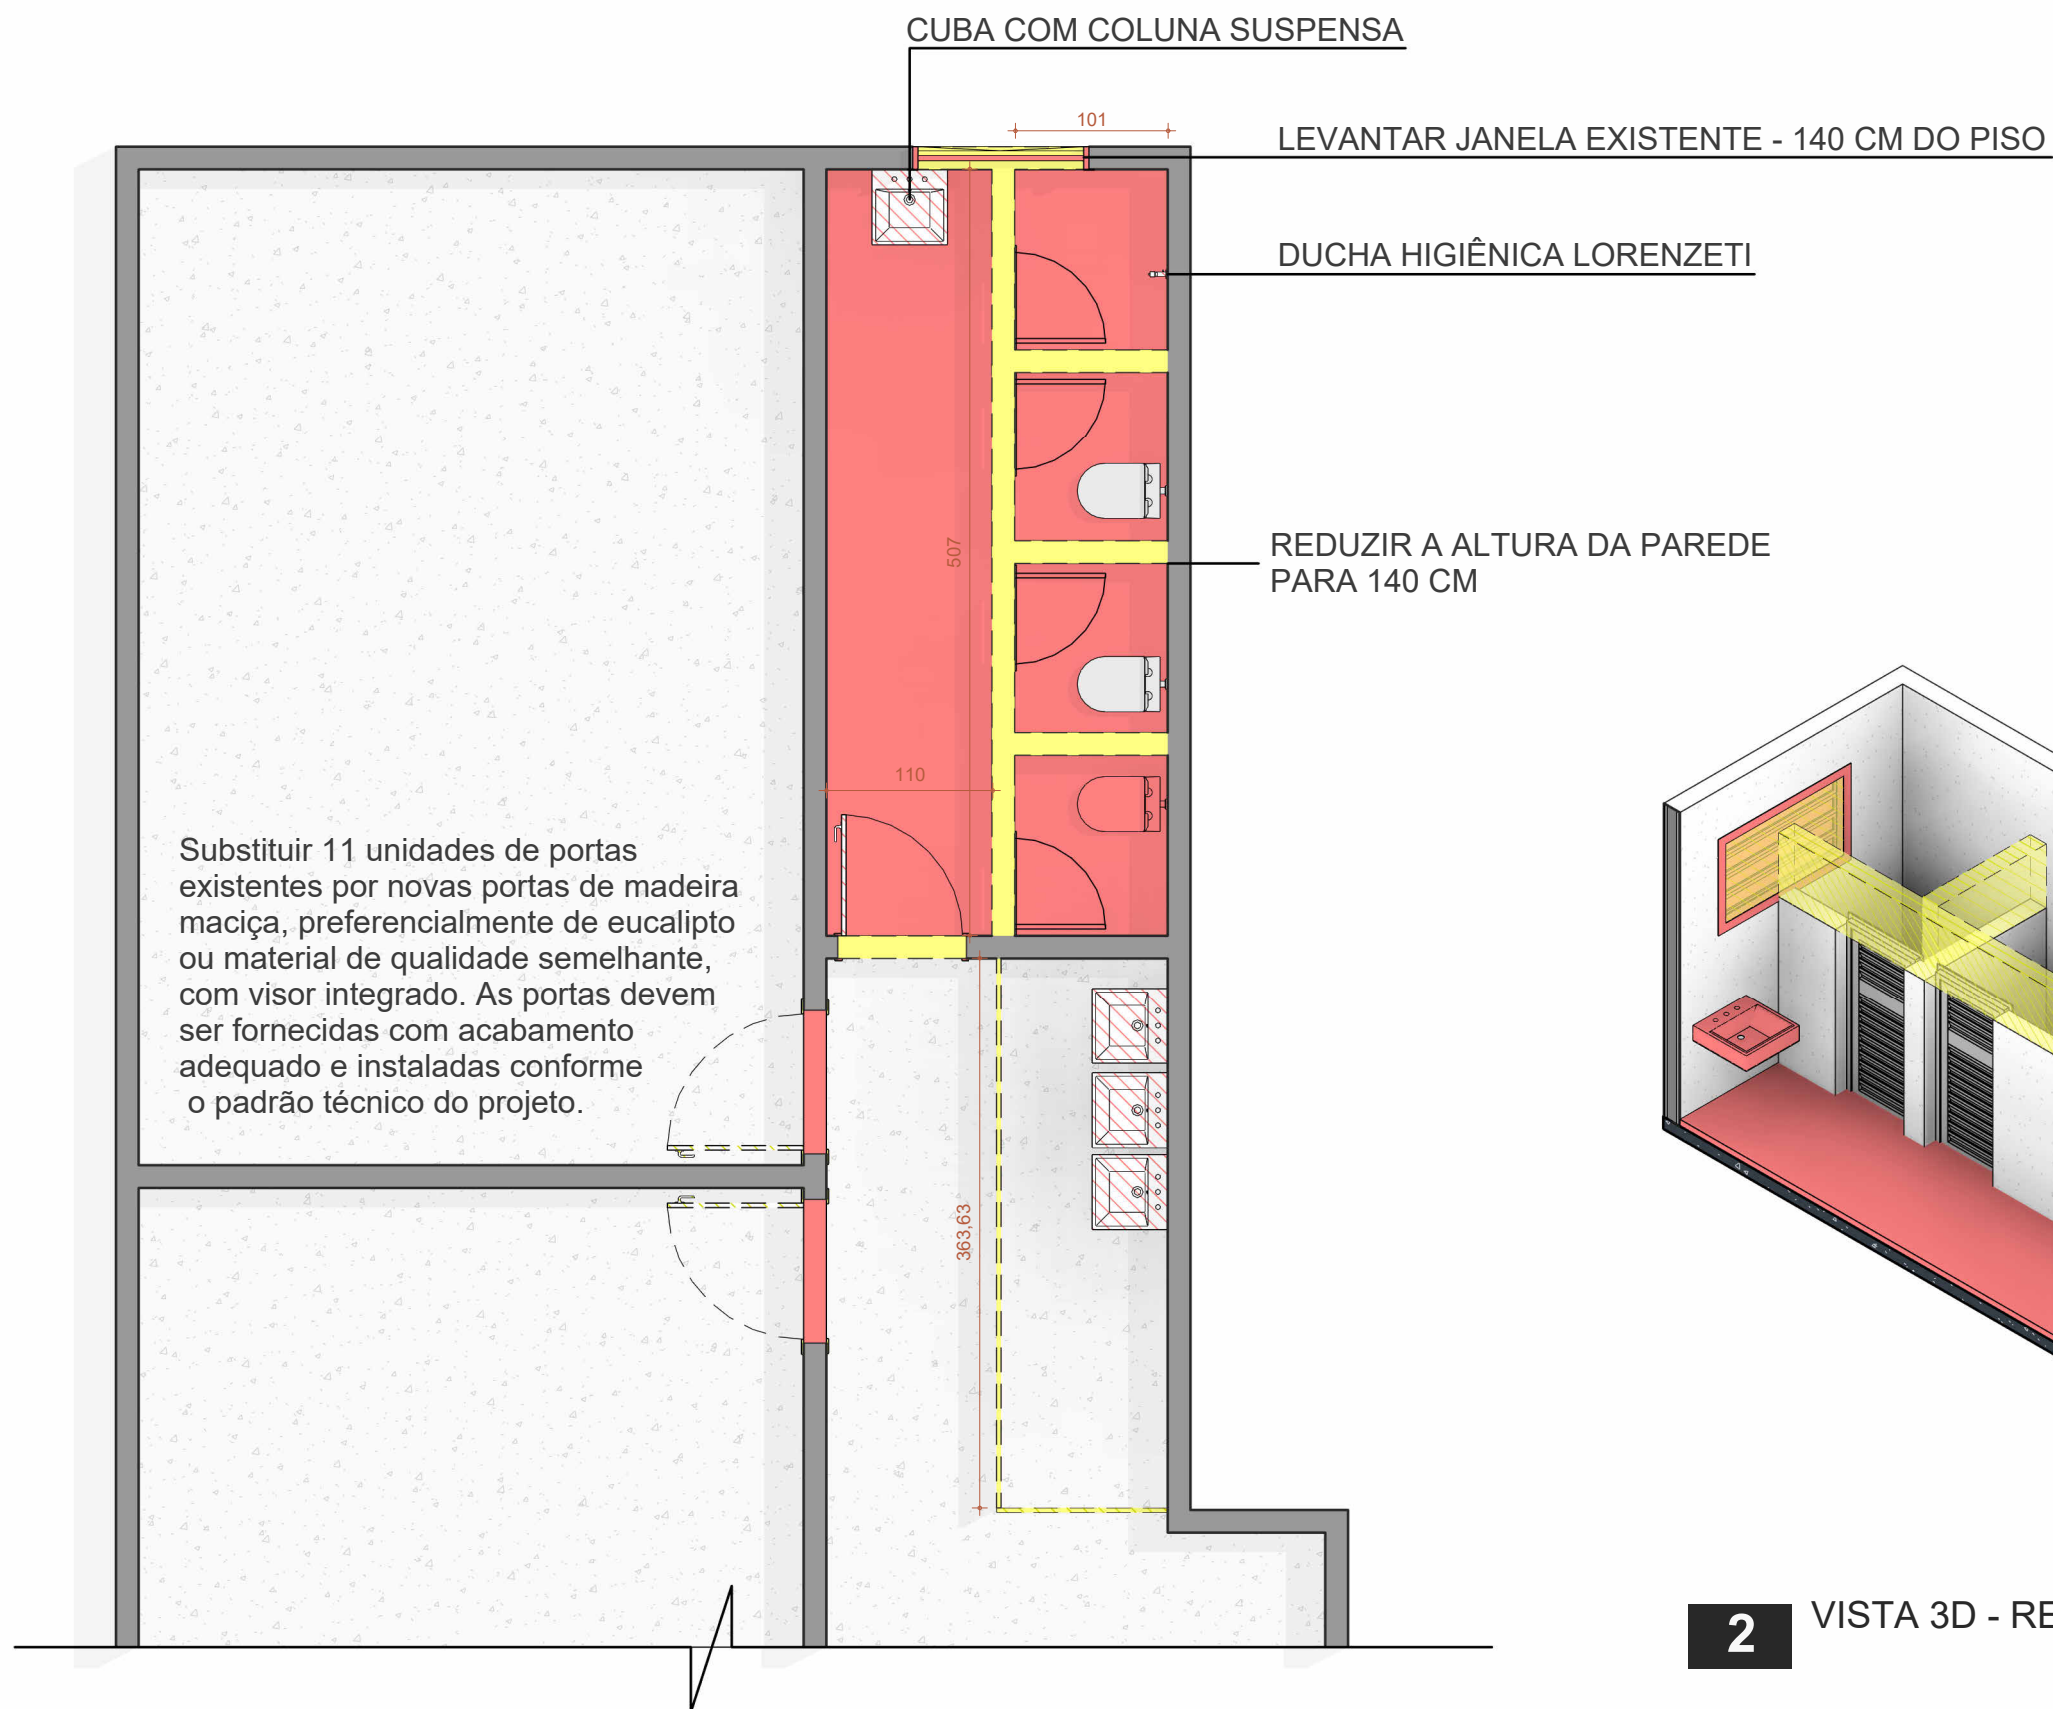 CUBA COM COLUNA SUSPENSA
101
LEVANTAR JANELA EXISTENTE - 140 CM DO PISO
DUCHA HIGIÊNICA LORENZETI
507
REDUZIR A ALTURA DA PAREDE
PARA 140 CM
110
Substituir 11 unidades de portas
existentes por novas portas de madeira
maciça, preferencialmente de eucalipto
ou material de qualidade semelhante,
com visor integrado. As portas devem
ser fornecidas com acabamento
adequado e instaladas conforme
o padrão técnico do projeto.
363,63
2
VISTA 3D - RE